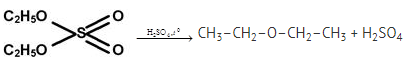 C₂H₅O O
S H₂SO₄,t° CH₃-CH₂-O-CH₂-CH₃ + H₂SO₄
C₂H₅O O